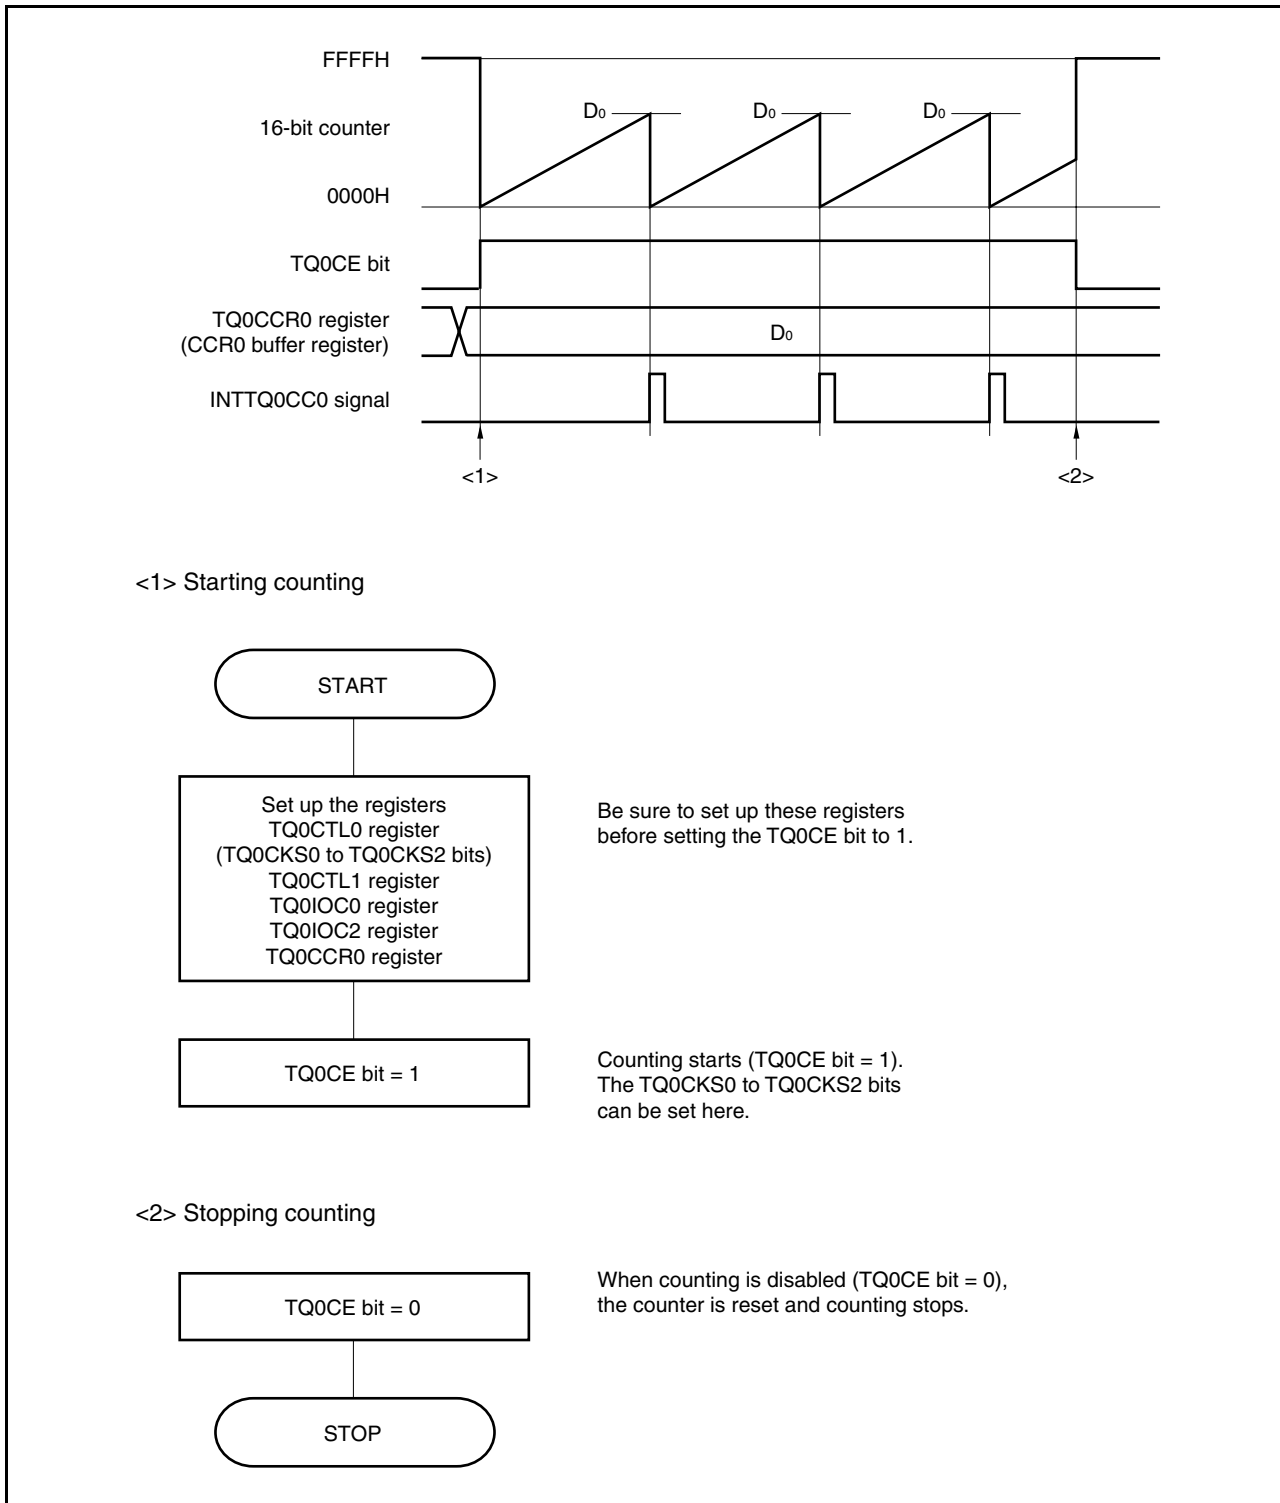 FFFFH
16-bit counter
0000H
D0
D0
D0
TQ0CE bit
TQ0CCR0 register
(CCR0 buffer register)
D0
INTTQ0CC0 signal
<1>
<2>
<1> Starting counting
START
Set up the registers
TQ0CTL0 register
(TQ0CKS0 to TQ0CKS2 bits)
TQ0CTL1 register
TQ0IOC0 register
TQ0IOC2 register
TQ0CCR0 register
Be sure to set up these registers
before setting the TQ0CE bit to 1.
TQ0CE bit = 1
Counting starts (TQ0CE bit = 1).
The TQ0CKS0 to TQ0CKS2 bits
can be set here.
<2> Stopping counting
TQ0CE bit = 0
When counting is disabled (TQ0CE bit = 0),
the counter is reset and counting stops.
STOP